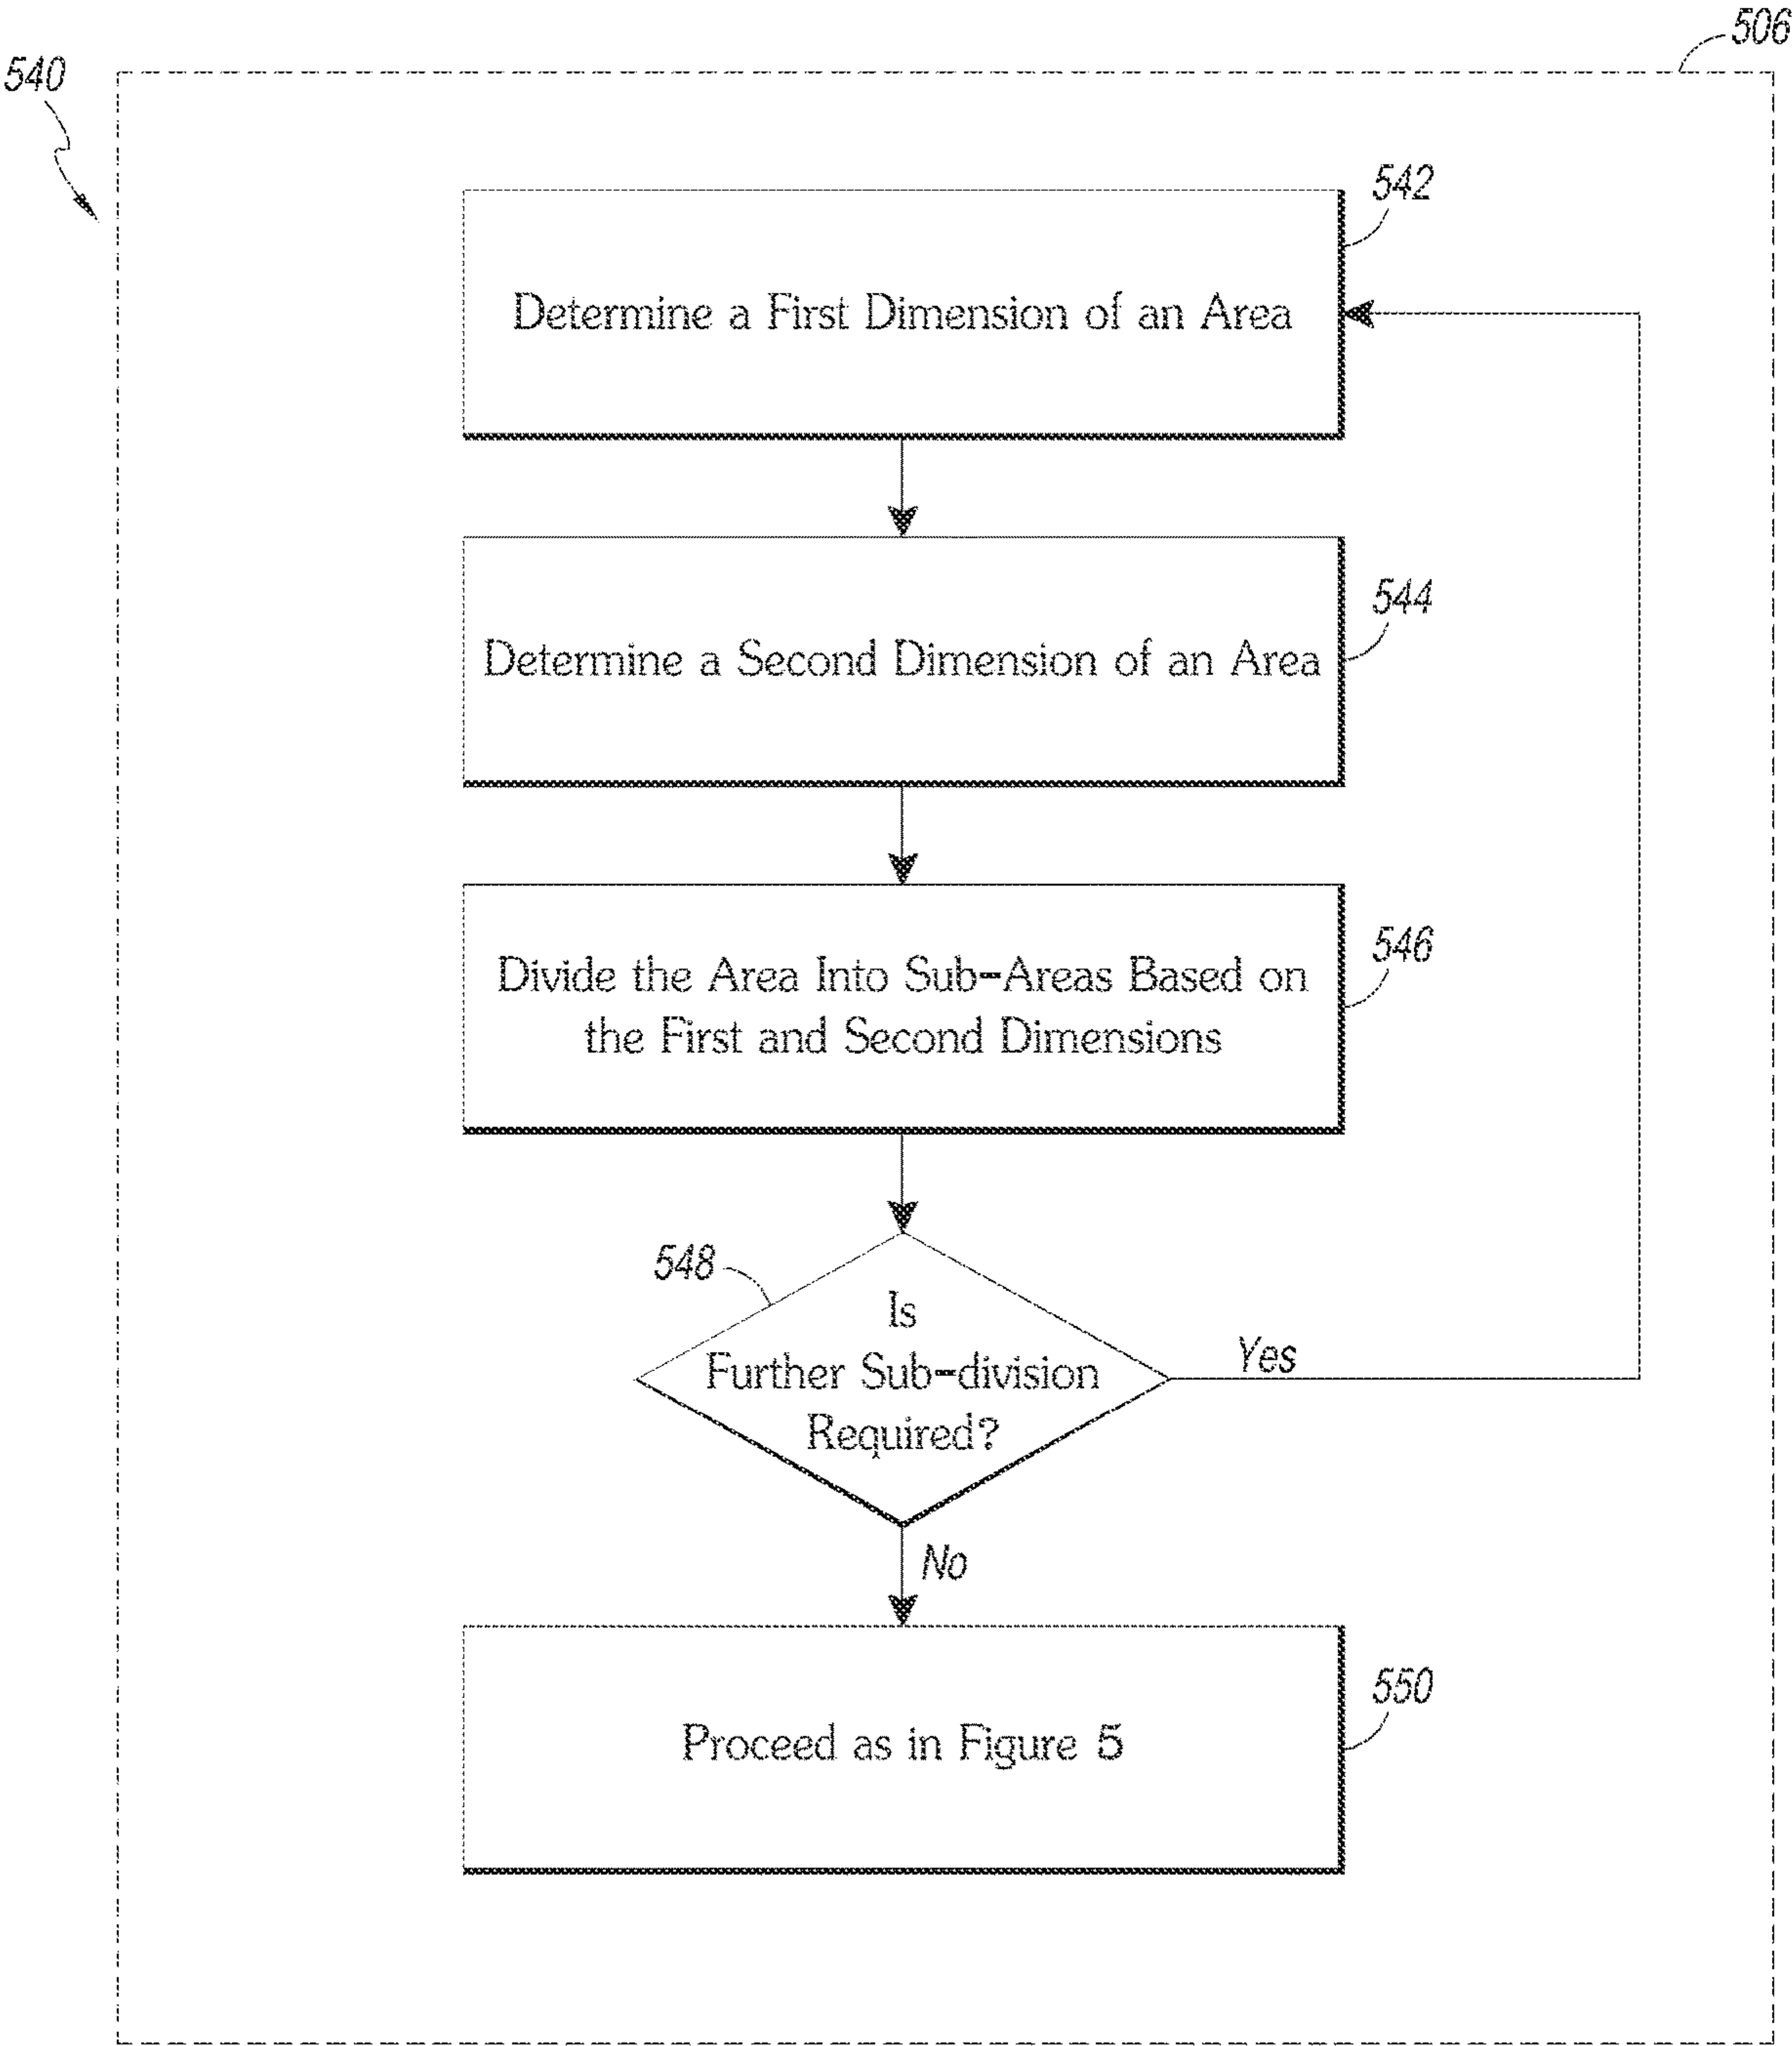 506
540
542
Determine a First Dimension of an Area
544
Determine a Second Dimension of an Area
546
Divide the Area Into Sub-Areas Based on
the First and Second Dimensions
548
Is
Further Sub-division
Required?
Yes
No
550
Proceed as in Figure 5